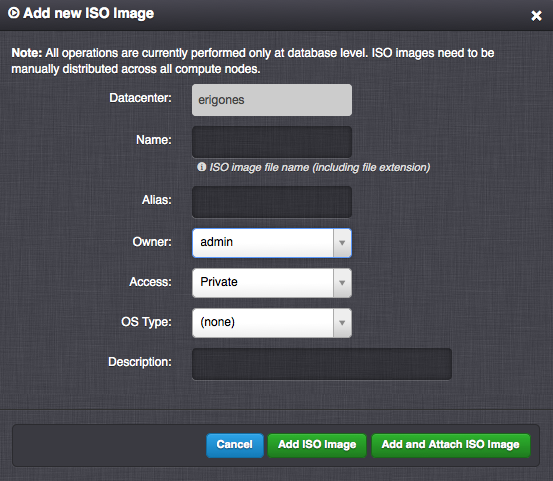 Add new ISO Image
Note: All operations are currently performed only at database level. ISO images need to be
manually distributed across all compute nodes.
Datacenter: erigones
Name:
ISO image file name (including file extension)
Alias:
Owner: admin
Access: Private
OS Type: (none)
Description:
Cancel Add ISO Image Add and Attach ISO Image